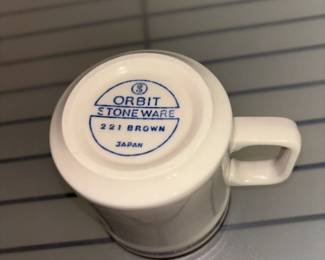 ORBIT
STONEWARE
221 BROWN
JAPAN